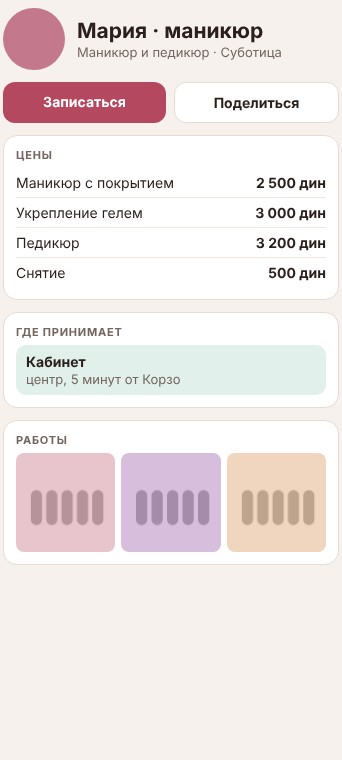 Мария · маникюр
Маникюр и педикюр · Суботица
Записаться
Поделиться
ЦЕНЫ
Маникюр с покрытием 2 500 дин
Укрепление гелем 3 000 дин
Педикюр 3 200 дин
Снятие 500 дин
ГДЕ ПРИНИМАЕТ
Кабинет
центр, 5 минут от Корзо
РАБОТЫ